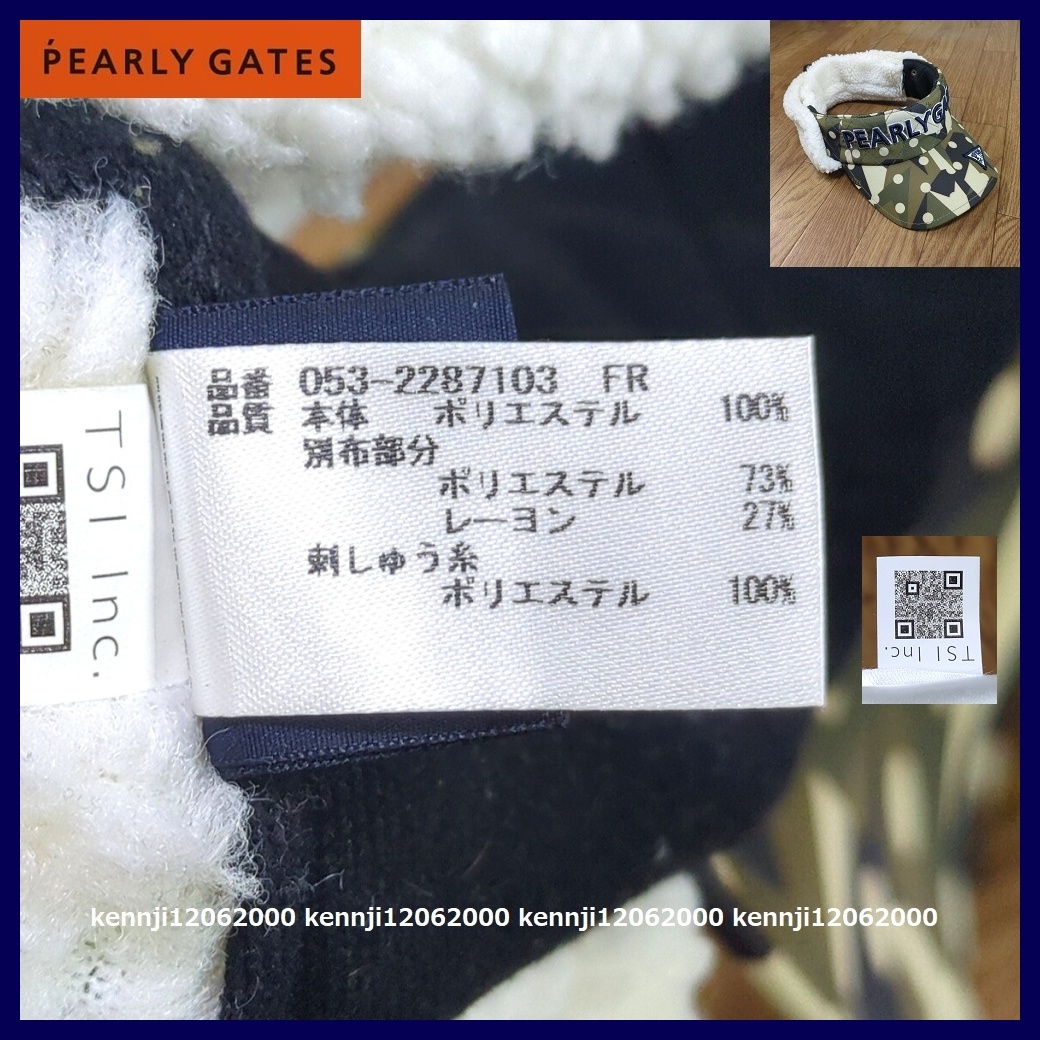 PEARLY GATES
PEARLYGA
品番 053-2287103 FR
品質 本体 ポリエステル 100%
別布部分
ポリエステル 73%
レーヨン 27%
刺しゅう糸
ポリエステル 100%
TSI Inc.
TSI Inc.
kennji12062000 kennji12062000 kennji12062000 kennji12062000